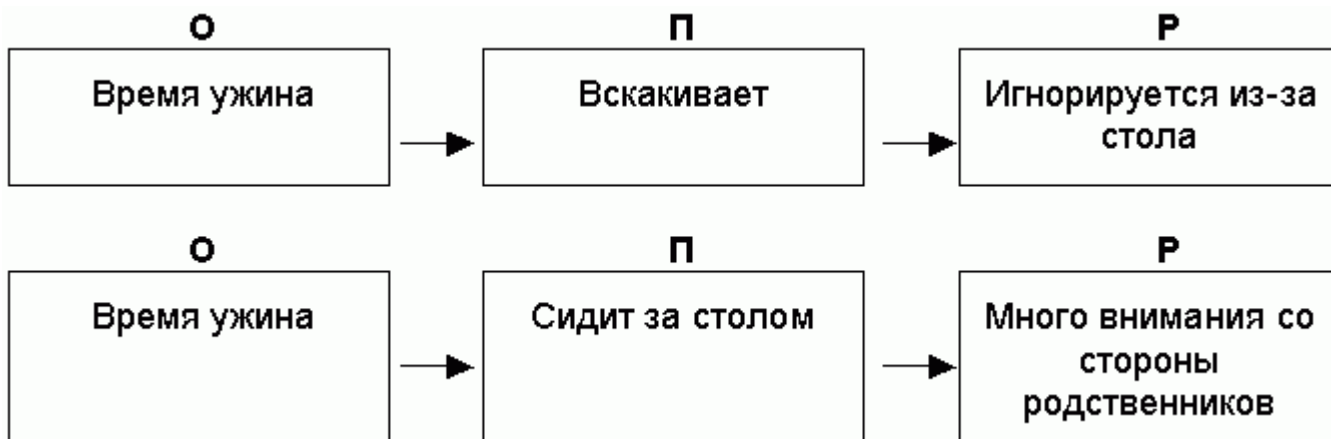 О П Р
Время ужина
Вскакивает
Игнорируется из-за
стола
О П Р
Время ужина
Сидит за столом
Много внимания со
стороны
родственников